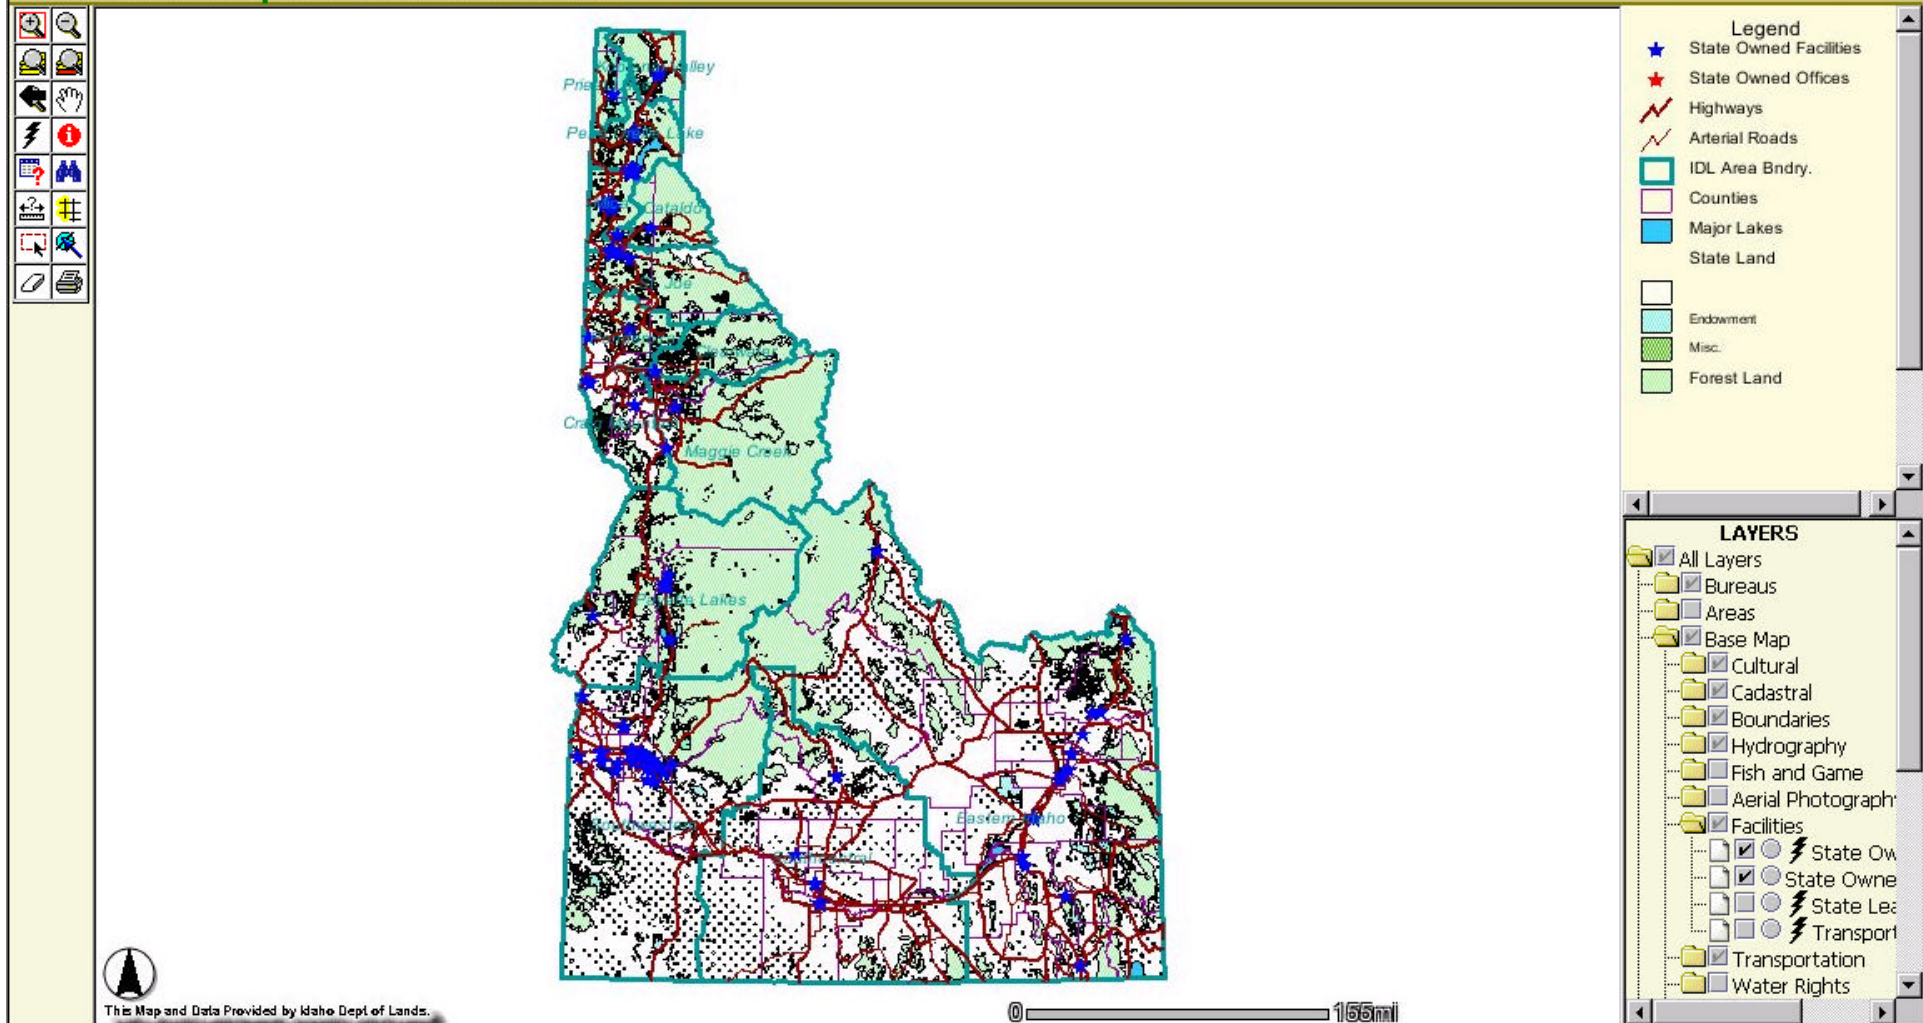 Legend
State Owned Facilities
State Owned Offices
Highways
Arterial Roads
IDL Area Bndry.
Counties
Major Lakes
State Land
Endowment
Misc.
Forest Land
LAYERS
All Layers
Bureaus
Areas
Base Map
Cultural
Cadastral
Boundaries
Hydrography
Fish and Game
Aerial Photograph
Facilities
State Ow
State Owne
State Lea
Transport
Transportation
Water Rights
Lake
Cataldo
Joe
Maggie Creek
Lakes
Eastern Idaho
This Map and Data Provided by Idaho Dept of Lands.
0 155mi